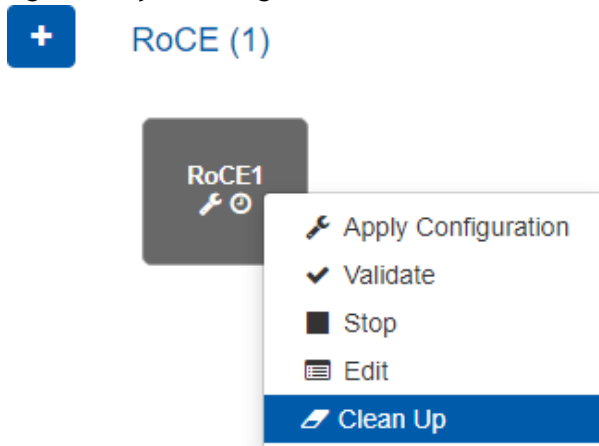 + RoCE (1)
RoCE1
Apply Configuration
Validate
Stop
Edit
Clean Up